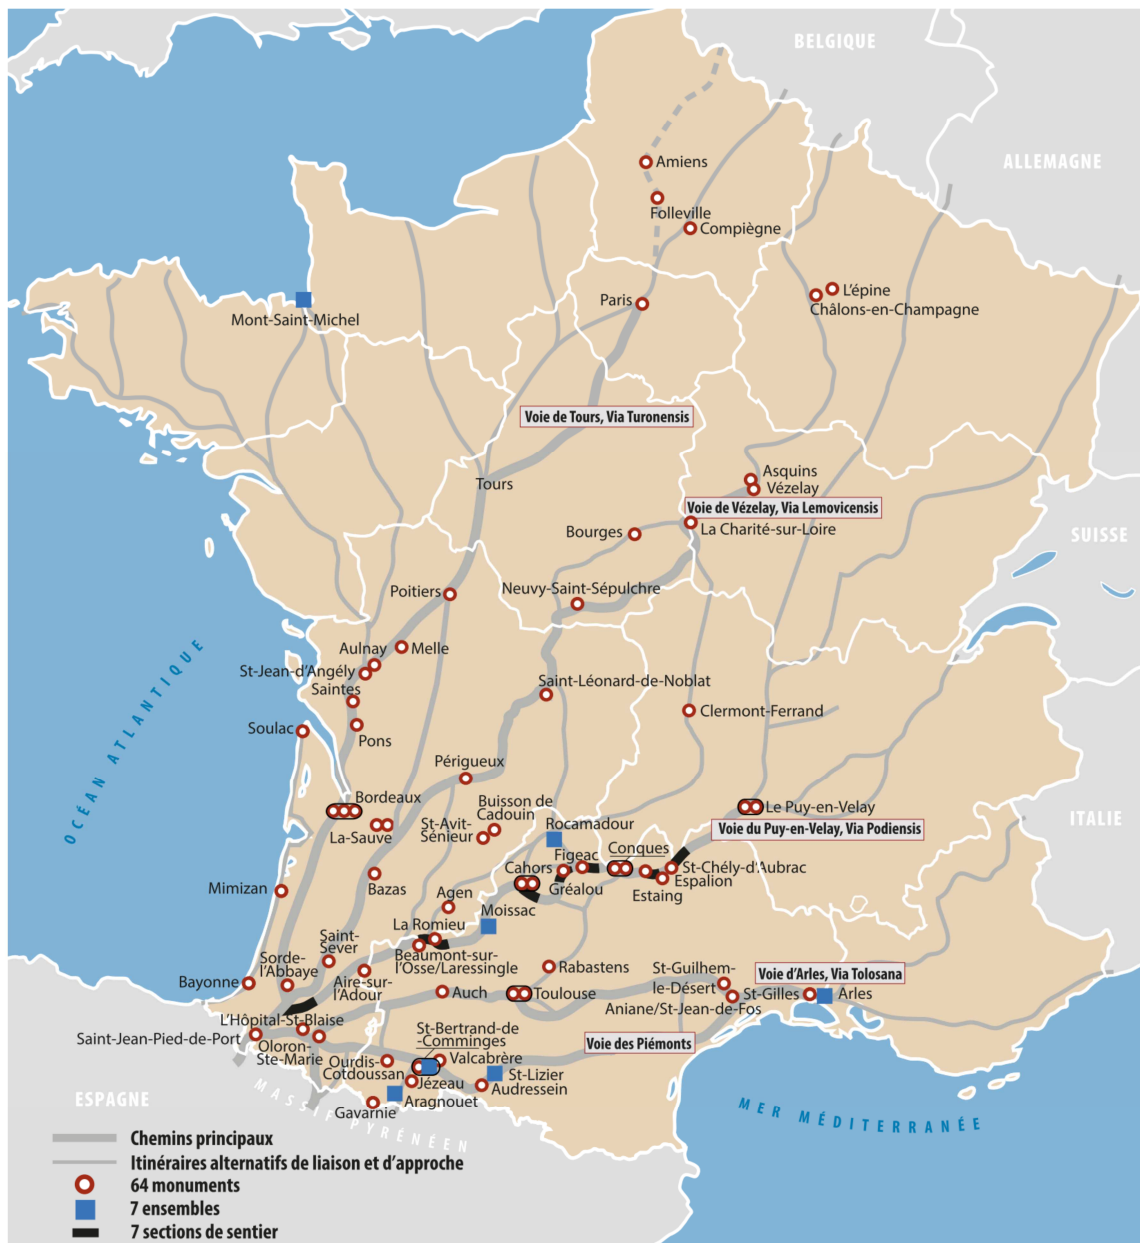 BELGIQUE
ALLEMAGNE
Amiens
Folleville
Compiègne
Paris
L'épine
Châlons-en-Champagne
Mont-Saint-Michel
Voie de Tours, Via Turonensis
Asquins
Vézelay
Tours
Voie de Vézelay, Via Lemovicensis
Bourges
La Charité-sur-Loire
SUISSE
Poitiers
Neuvy-Saint-Sépulchre
Aulnay
Melle
St-Jean-d'Angély
Saintes
Saint-Léonard-de-Noblat
Soulac
Pons
Clermont-Ferrand
OCÉAN ATLANTIQUE
Périgueux
Bordeaux
Buisson de
Cadouin
Le Puy-en-Velay
La-Sauve
St-Avit-
Sénieur
Rocamadour
Voie du Puy-en-Velay, Via Podiensis
ITALIE
Figeac
Conques
Cahors
St-Chély-d'Aubrac
Mimizan
Bazas
Gréalou
Espalion
Estaing
Agen
Moissac
La Romieu
Saint-
Sever
Beaumont-sur-
l'Osse/Laressingle
Sorde-
l'Abbaye
Rabastens
St-Guilhem-
le-Désert
Voie d'Arles, Via Tolosana
Bayonne
Aire-sur-
l'Adour
Auch
Toulouse
St-Gilles
Arles
Aniane/St-Jean-de-Fos
L'Hôpital-St-Blaise
Saint-Jean-Pied-de-Port
Oloron-
Ste-Marie
St-Bertrand-de
-Comminges
Voie des Piémonts
Ourdis-
Cotdoussan
Valcabrère
St-Lizier
Jézeau
Audressein
Aragnouet
Gavarnie
ESPAGNE
MASSIF PYRÉNÉEN
MER MÉDITERRANÉE
Chemins principaux
Itinéraires alternatifs de liaison et d'approche
64 monuments
7 ensembles
7 sections de sentier